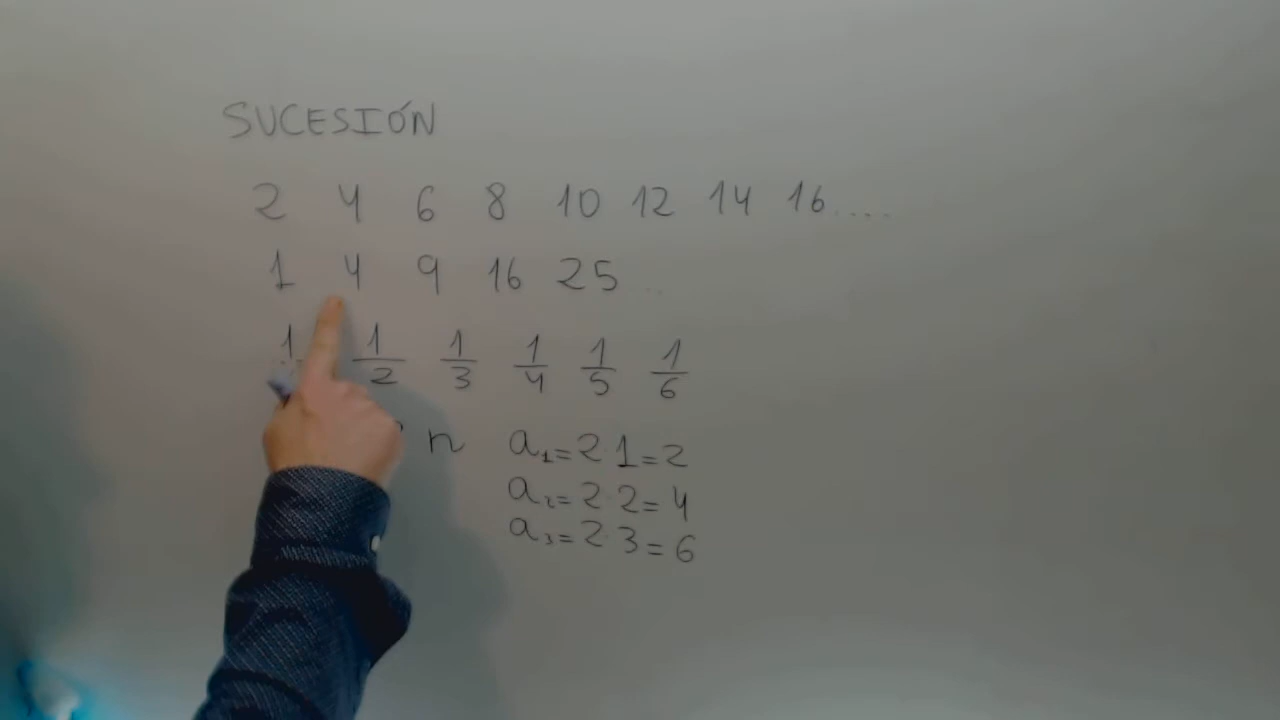 SUCESIÓN
2 4 6 8 10 12 14 16....
1 4 9 16 25 ..
1 1/2 1/3 1/4 1/5 1/6
n a₁=2·1=2
a₂=2·2=4
a₃=2·3=6